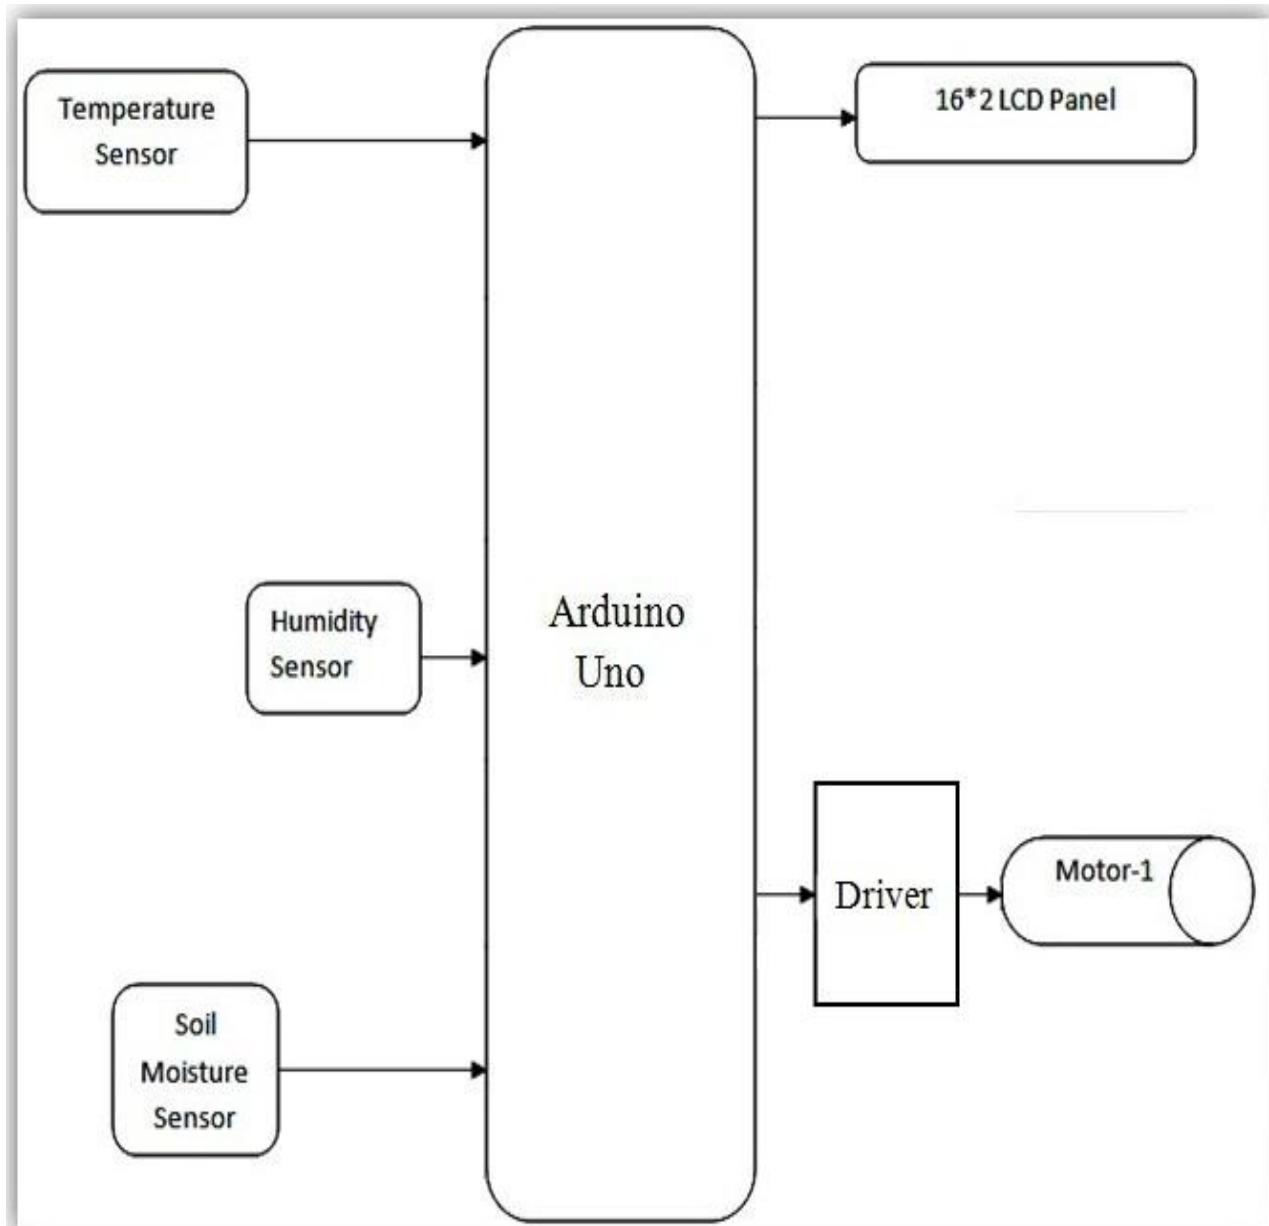 Temperature
Sensor
16*2 LCD Panel
Humidity
Sensor
Arduino
Uno
Driver
Motor-1
Soil
Moisture
Sensor